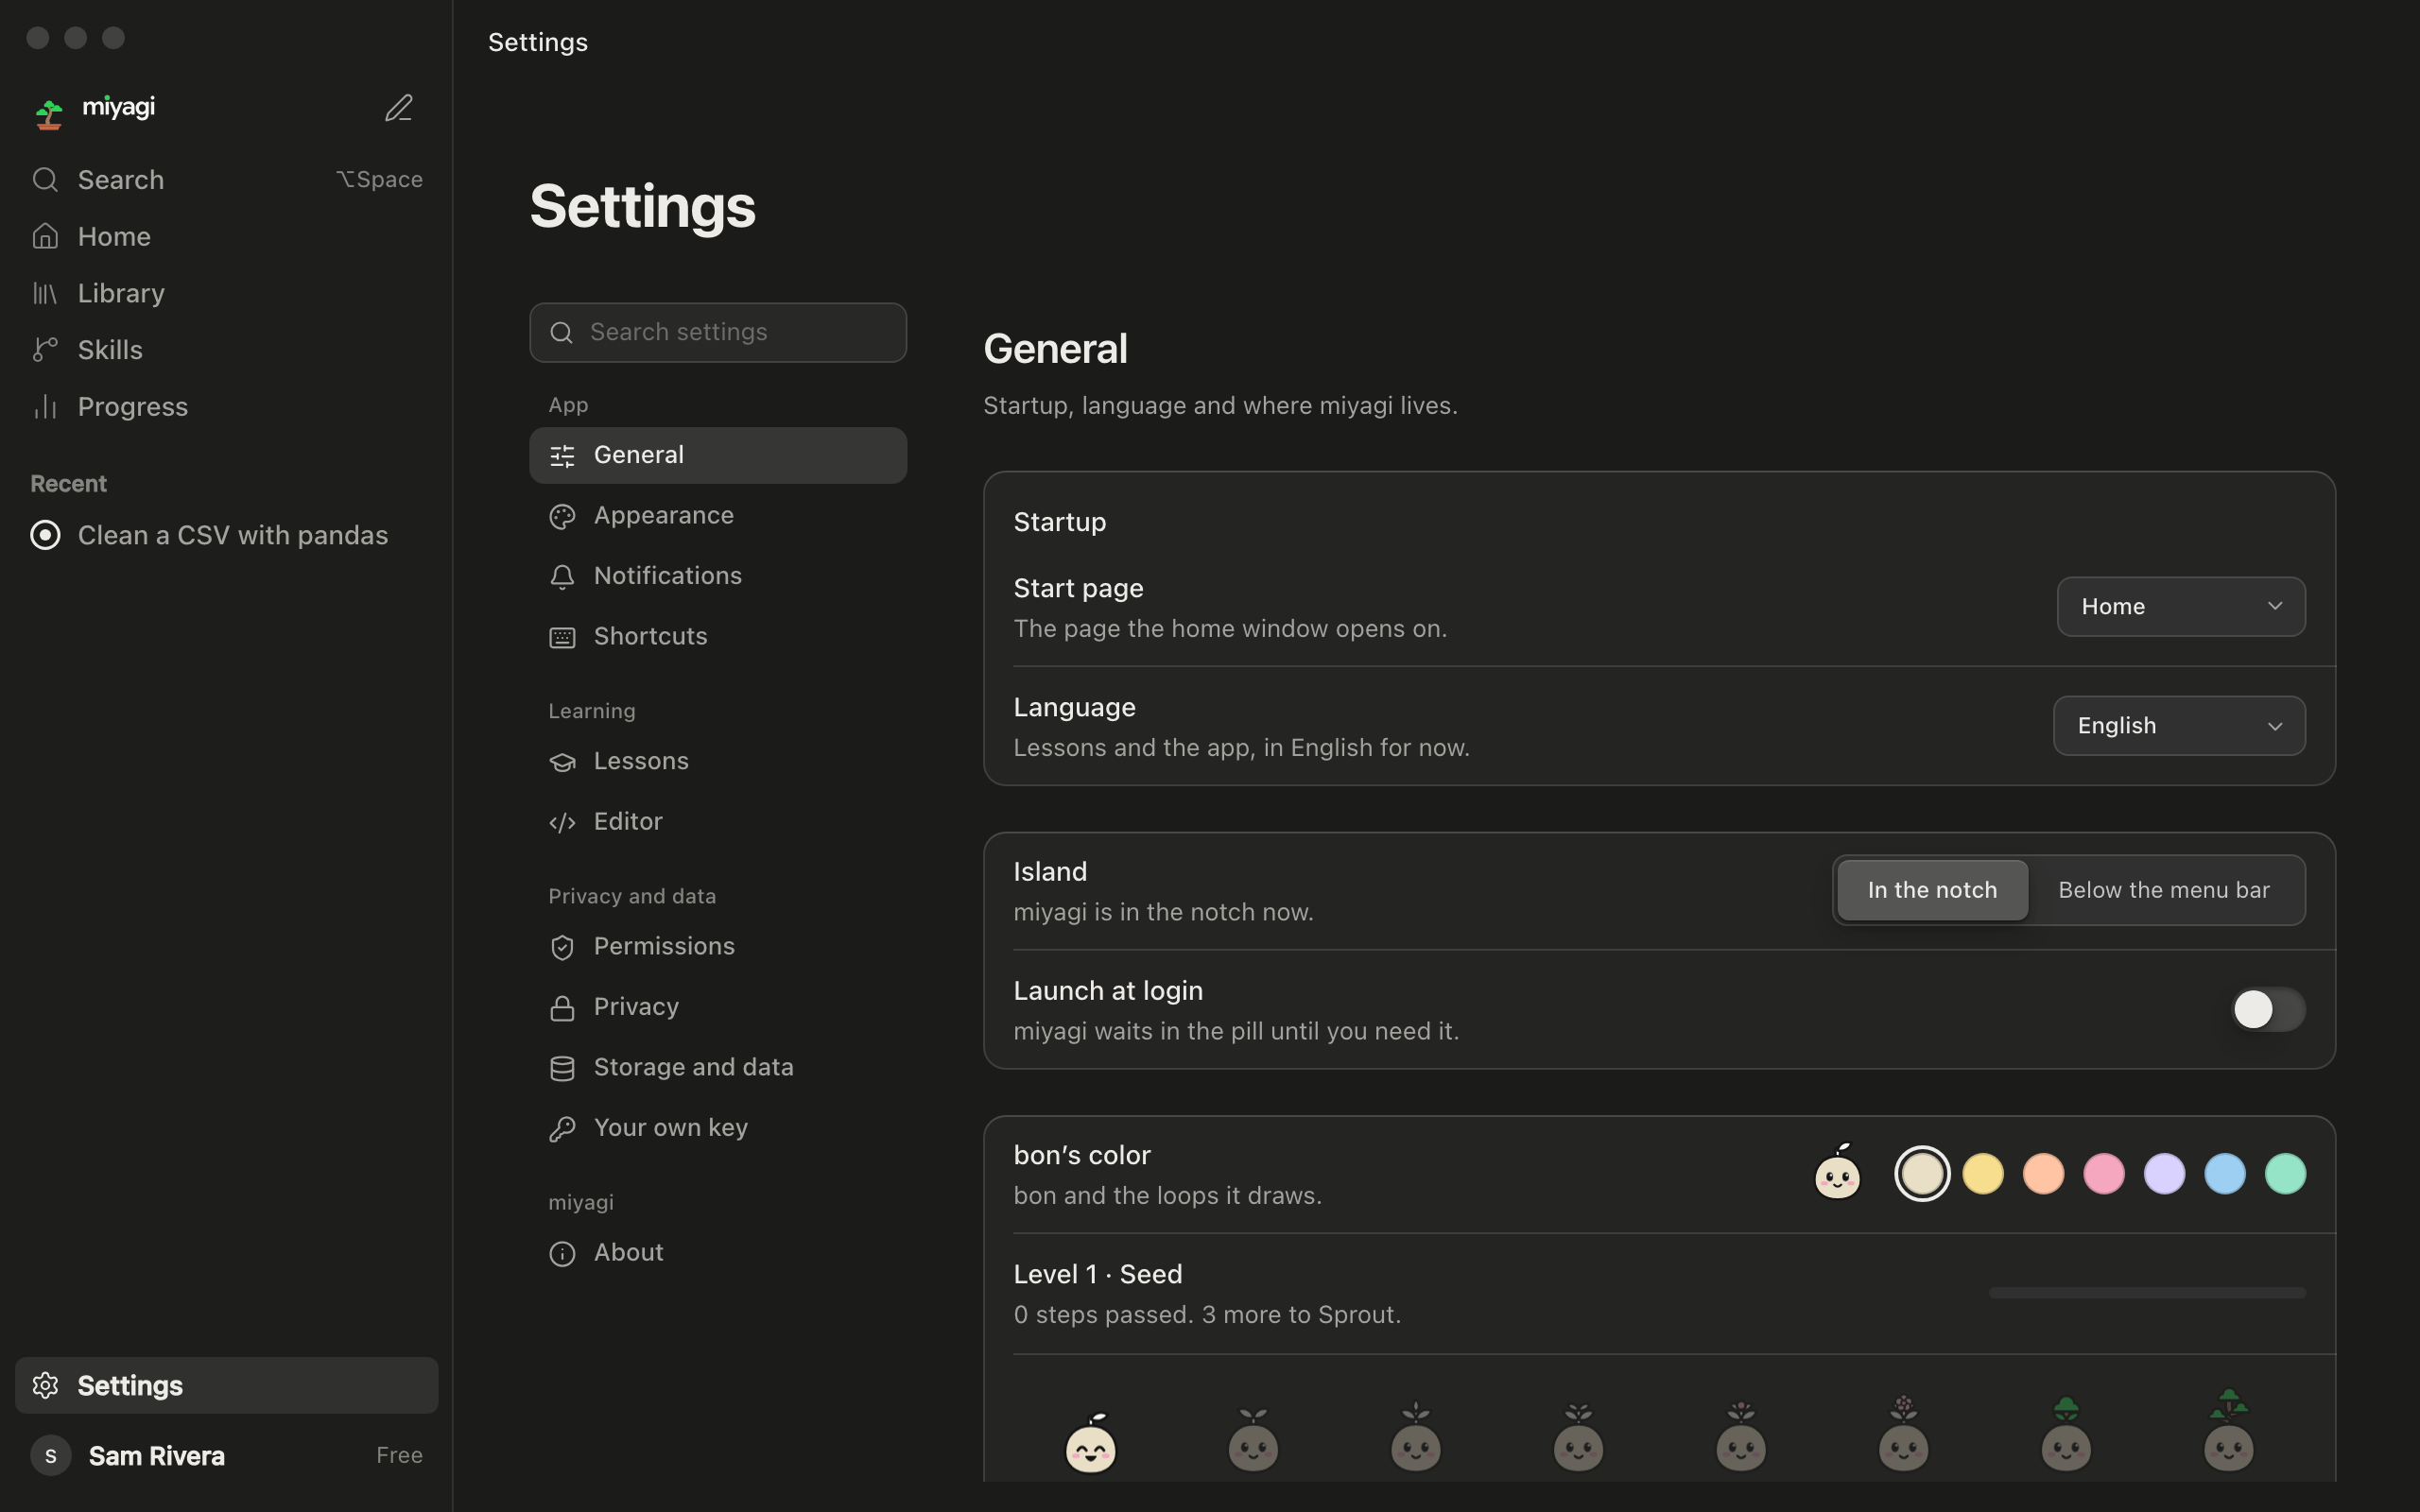 Settings
miyagi
Search ⌥Space
Home
Library
Skills
Progress
Recent
Clean a CSV with pandas
Settings
S Sam Rivera Free
Settings
Search settings
App
General
Appearance
Notifications
Shortcuts
Learning
Lessons
Editor
Privacy and data
Permissions
Privacy
Storage and data
Your own key
miyagi
About
General
Startup, language and where miyagi lives.
Startup
Start page
The page the home window opens on.
Home
Language
Lessons and the app, in English for now.
English
Island
miyagi is in the notch now.
In the notch Below the menu bar
Launch at login
miyagi waits in the pill until you need it.
bon’s color
bon and the loops it draws.
Level 1 · Seed
0 steps passed. 3 more to Sprout.